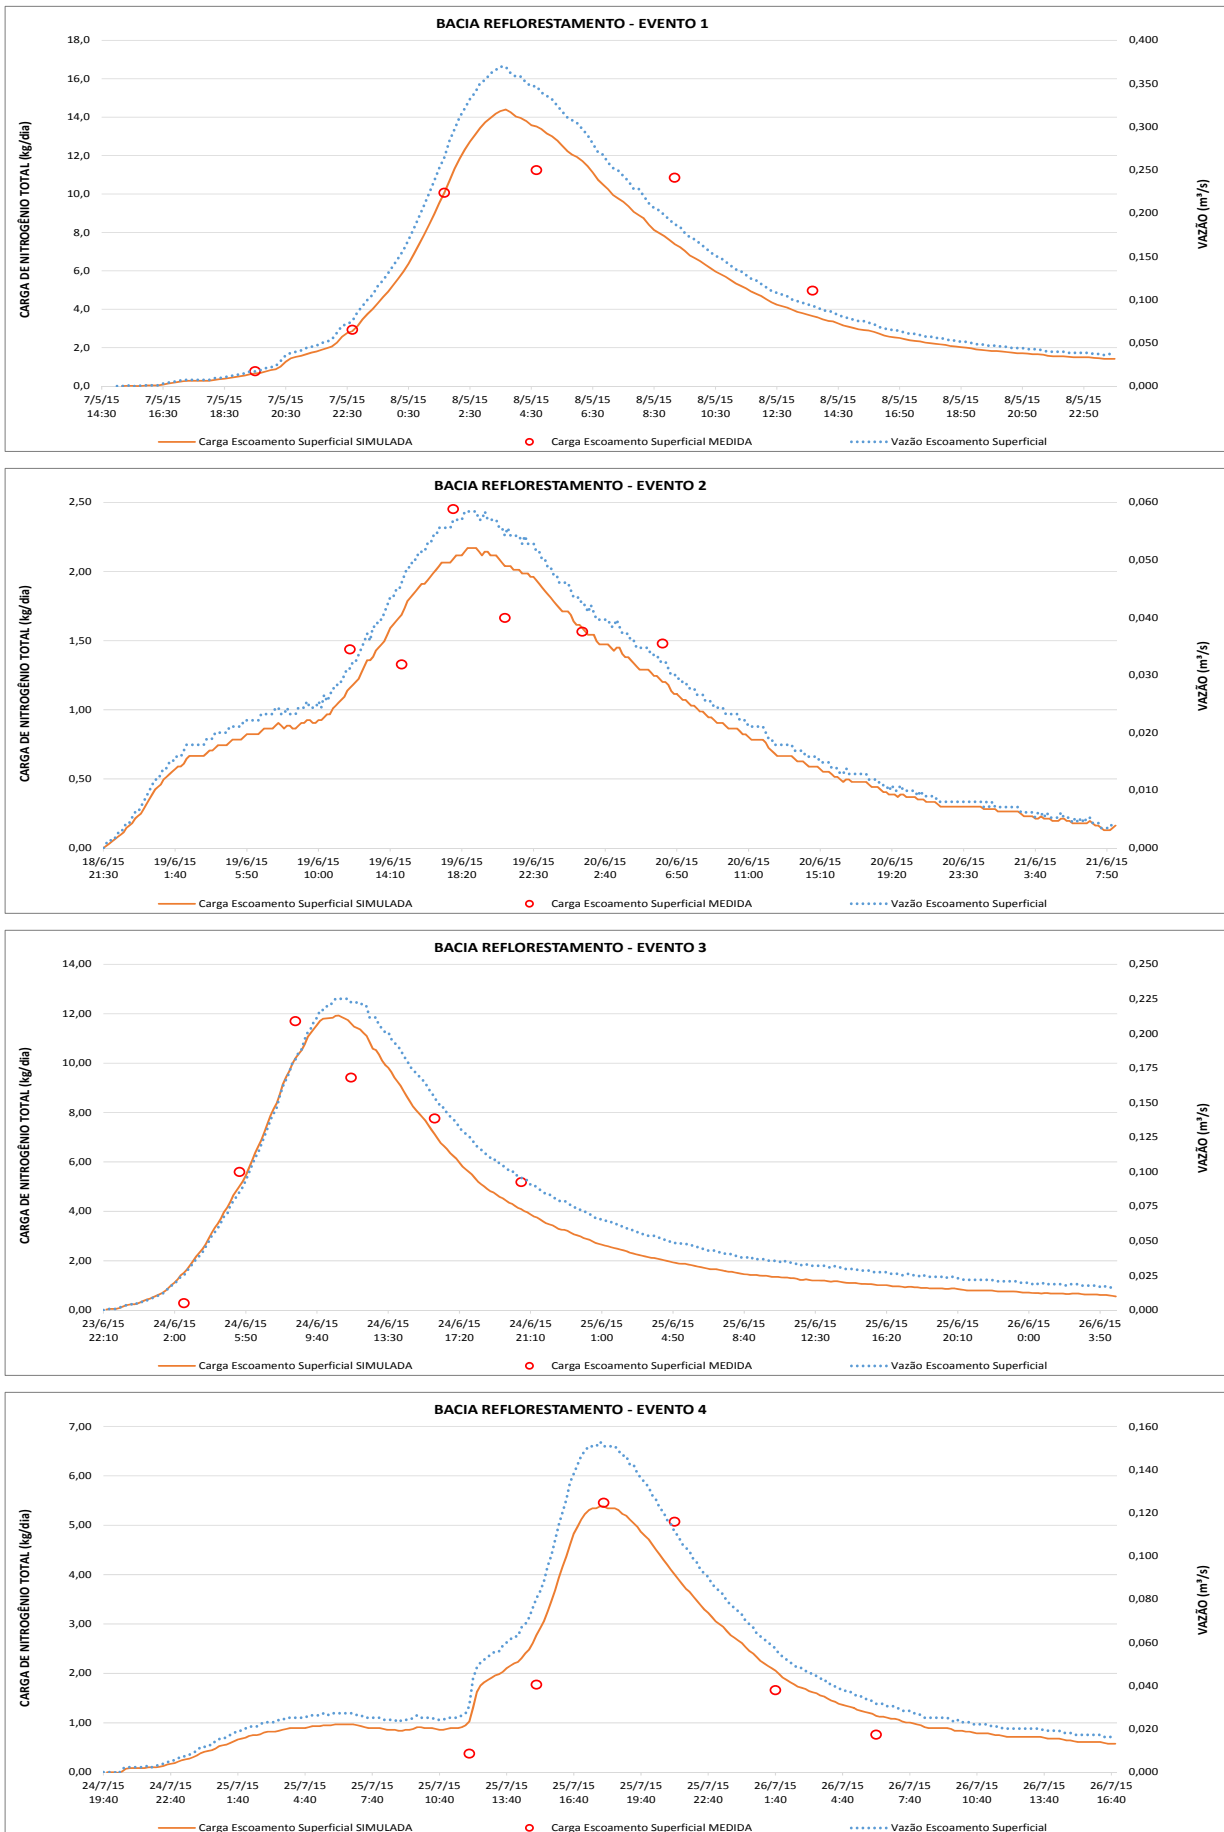 BACIA REFLORESTAMENTO - EVENTO 1
CARGA DE NITROGÊNIO TOTAL (kg/dia)
VAZÃO (m³/s)
18,0
16,0
14,0
12,0
10,0
8,0
6,0
4,0
2,0
0,0
0,400
0,350
0,300
0,250
0,200
0,150
0,100
0,050
0,000
7/5/15 7/5/15 7/5/15 7/5/15 7/5/15 8/5/15 8/5/15 8/5/15 8/5/15 8/5/15 8/5/15 8/5/15 8/5/15 8/5/15 8/5/15 8/5/15 8/5/15
14:30 16:30 18:30 20:30 22:30 0:30 2:30 4:30 6:30 8:30 10:30 12:30 14:30 16:50 18:50 20:50 22:50
Carga Escoamento Superficial SIMULADA Carga Escoamento Superficial MEDIDA Vazão Escoamento Superficial
BACIA REFLORESTAMENTO - EVENTO 2
CARGA DE NITROGÊNIO TOTAL (kg/dia)
VAZÃO (m³/s)
2,50
2,00
1,50
1,00
0,50
0,00
0,060
0,050
0,040
0,030
0,020
0,010
0,000
18/6/15 19/6/15 19/6/15 19/6/15 19/6/15 19/6/15 19/6/15 20/6/15 20/6/15 20/6/15 20/6/15 20/6/15 20/6/15 21/6/15 21/6/15
21:30 1:40 5:50 10:00 14:10 18:20 22:30 2:40 6:50 11:00 15:10 19:20 23:30 3:40 7:50
Carga Escoamento Superficial SIMULADA Carga Escoamento Superficial MEDIDA Vazão Escoamento Superficial
BACIA REFLORESTAMENTO - EVENTO 3
CARGA DE NITROGÊNIO TOTAL (kg/dia)
VAZÃO (m³/s)
14,00
12,00
10,00
8,00
6,00
4,00
2,00
0,00
0,250
0,225
0,200
0,175
0,150
0,125
0,100
0,075
0,050
0,025
0,000
23/6/15 24/6/15 24/6/15 24/6/15 24/6/15 24/6/15 24/6/15 25/6/15 25/6/15 25/6/15 25/6/15 25/6/15 25/6/15 26/6/15 26/6/15
22:10 2:00 5:50 9:40 13:30 17:20 21:10 1:00 4:50 8:40 12:30 16:20 20:10 0:00 3:50
Carga Escoamento Superficial SIMULADA Carga Escoamento Superficial MEDIDA Vazão Escoamento Superficial
BACIA REFLORESTAMENTO - EVENTO 4
CARGA DE NITROGÊNIO TOTAL (kg/dia)
VAZÃO (m³/s)
7,00
6,00
5,00
4,00
3,00
2,00
1,00
0,00
0,160
0,140
0,120
0,100
0,080
0,060
0,040
0,020
0,000
24/7/15 24/7/15 25/7/15 25/7/15 25/7/15 25/7/15 25/7/15 25/7/15 25/7/15 25/7/15 26/7/15 26/7/15 26/7/15 26/7/15 26/7/15 26/7/15
19:40 22:40 1:40 4:40 7:40 10:40 13:40 16:40 19:40 22:40 1:40 4:40 7:40 10:40 13:40 16:40
Carga Escoamento Superficial SIMULADA Carga Escoamento Superficial MEDIDA Vazão Escoamento Superficial